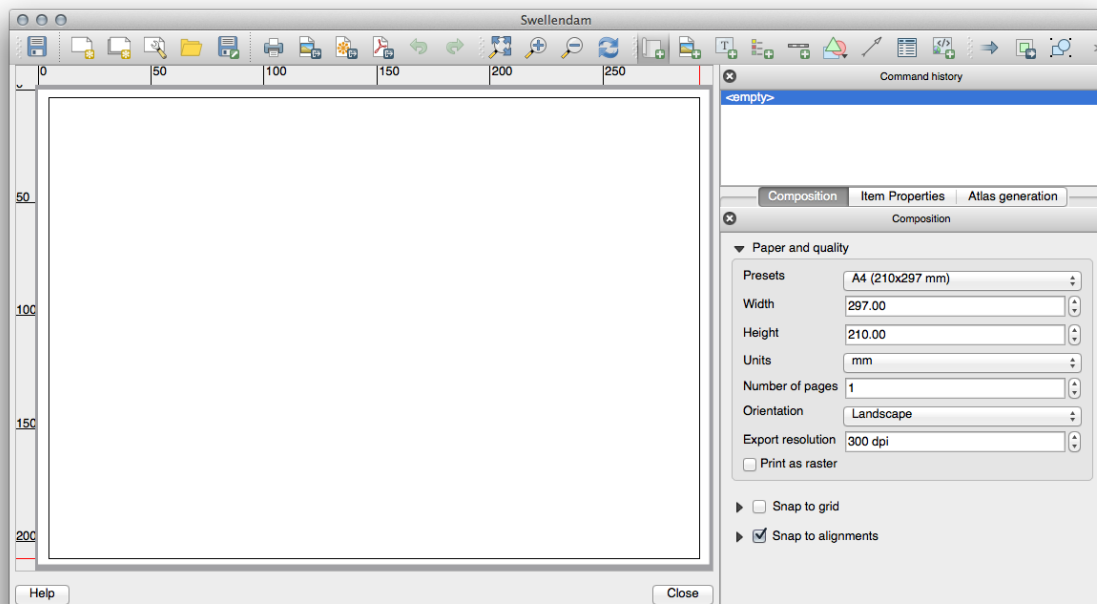 Swellendam
0 50 100 150 200 250
Command history
<empty>
0
50
100
150
200
Composition Item Properties Atlas generation
Composition
Paper and quality
Presets A4 (210x297 mm)
Width 297.00
Height 210.00
Units mm
Number of pages 1
Orientation Landscape
Export resolution 300 dpi
Print as raster
Snap to grid
Snap to alignments
Help Close